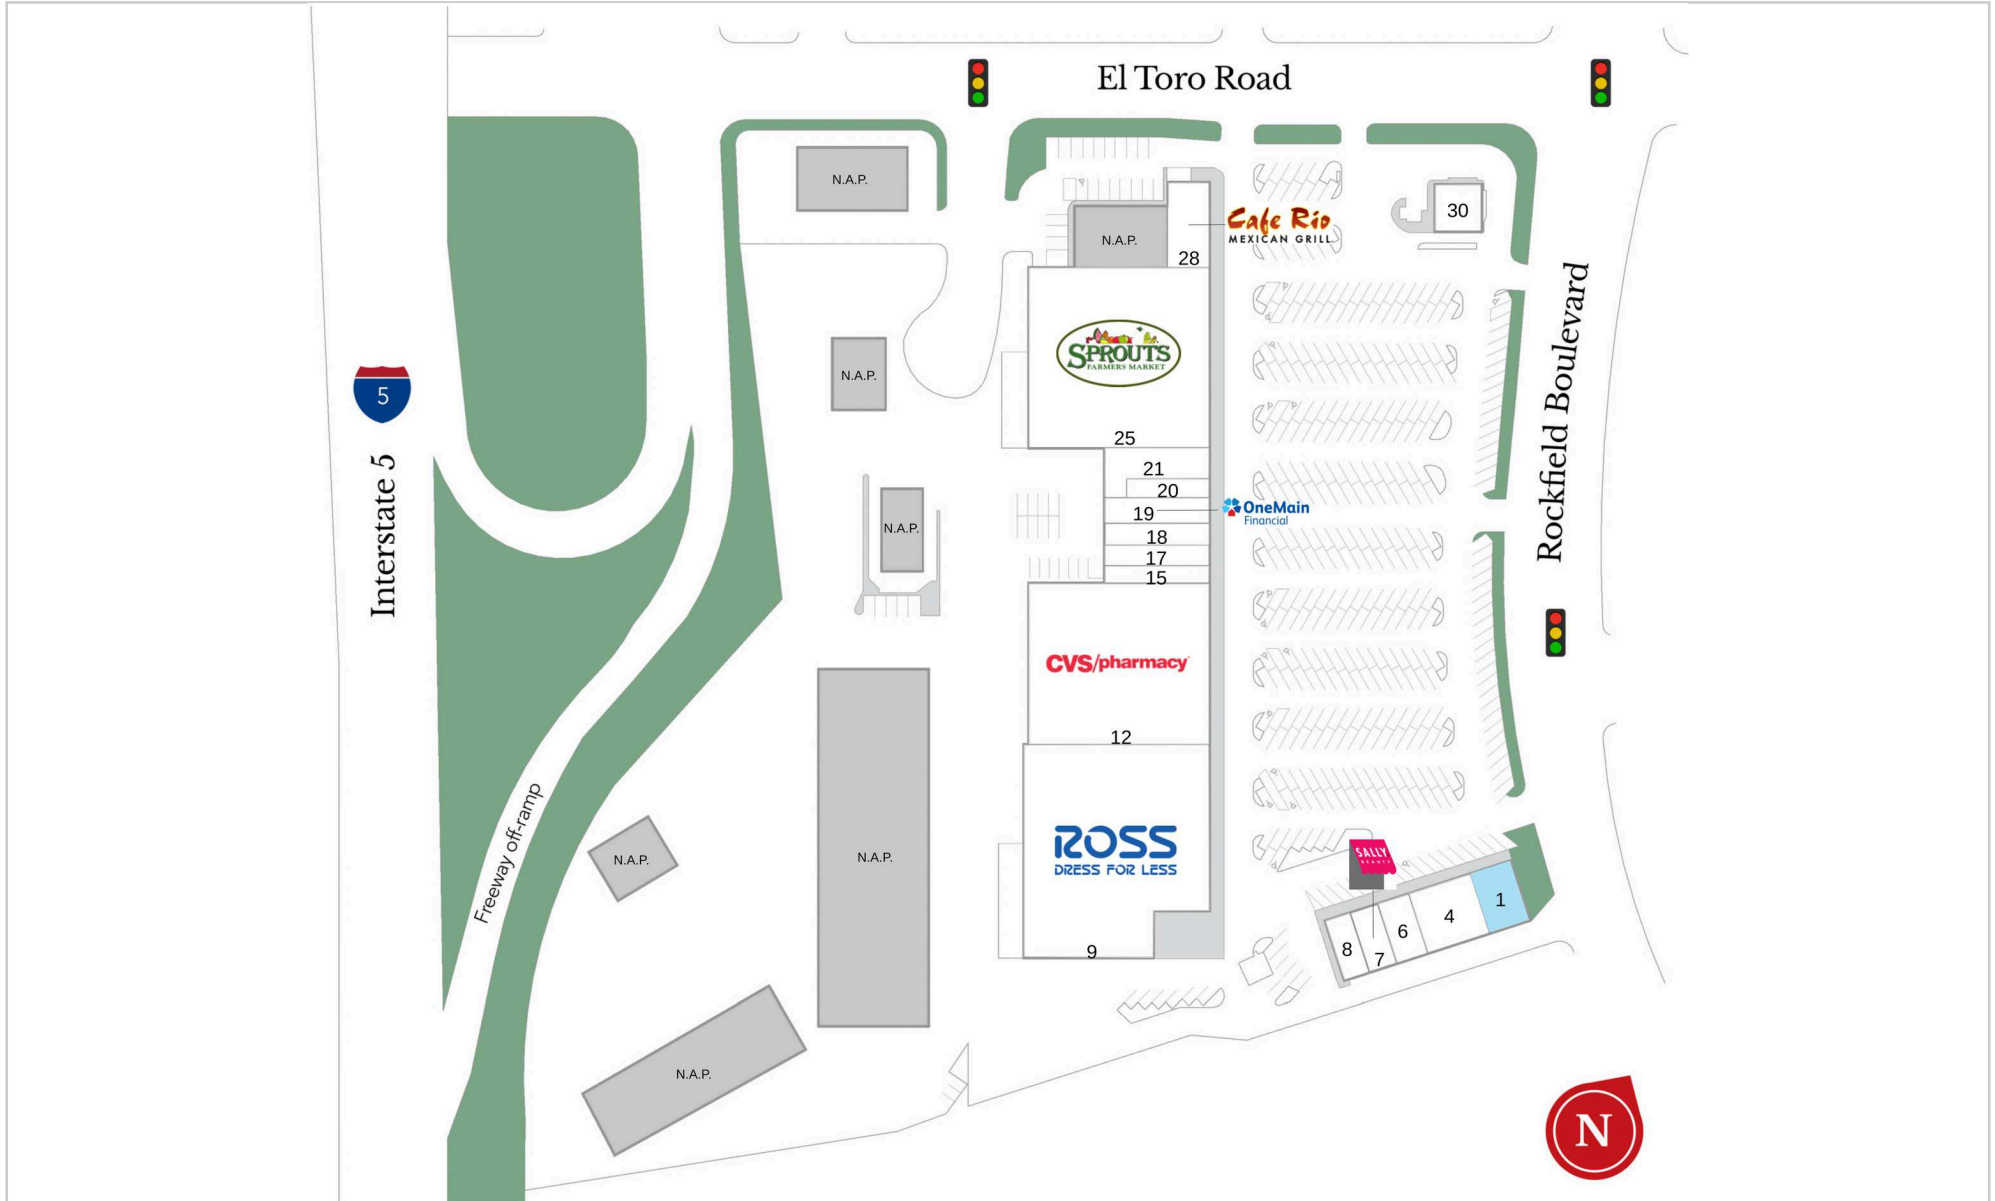 El Toro Road
N.A.P.
30
Cafe Rio
MEXICAN GRILL
N.A.P.
28
SPROUTS
FARMERS MARKET
N.A.P.
5
Interstate 5
Rockfield Boulevard
25
21
20
19
OneMain
Financial
18
17
15
N.A.P.
CVS/pharmacy
12
ROSS
DRESS FOR LESS
9
N.A.P.
N.A.P.
Freeway off-ramp
SALLY
BEAUTY
1
4
6
7
8
N.A.P.
N